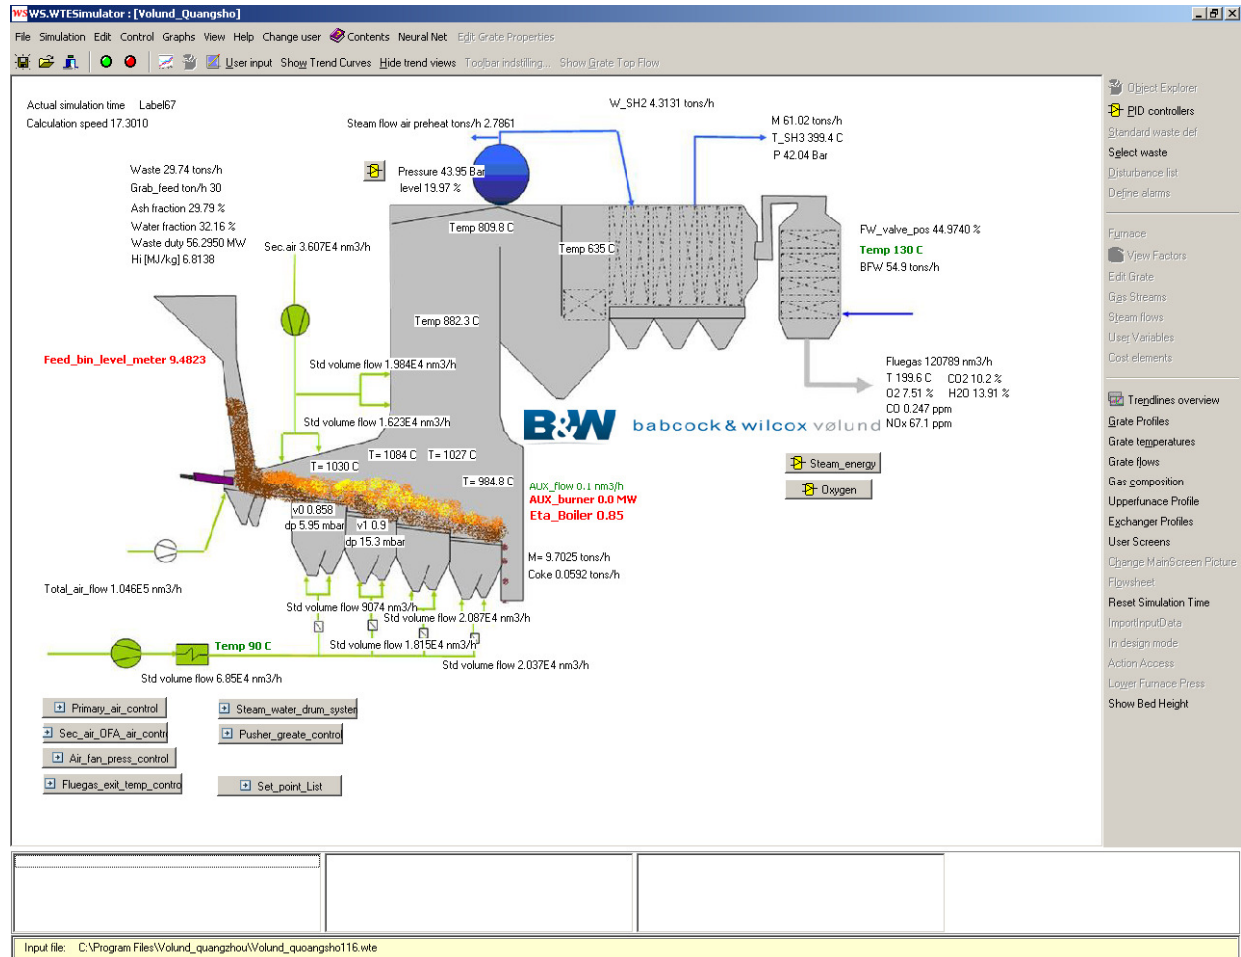 WS WS.WTESimulator : [Volund_Quangsho]
File Simulation Edit Control Graphs View Help Change user Contents Neural Net Edit Grate Properties
User input Show Trend Curves Hide trend views Toolbar indstilling... Show Grate Top Flow
Actual simulation time Label67
Calculation speed 17.3010
Waste 29.74 tons/h
Grab_feed ton/h 30
Ash fraction 29.79 %
Water fraction 32.16 %
Waste duty 56.2950 MW
Hi [MJ/kg] 6.8138
Sec.air 3.607E4 nm3/h
Steam flow air preheat tons/h 2.7861
Pressure 43.95 Bar
level 19.97 %
W_SH2 4.3131 tons/h
M 61.02 tons/h
T_SH3 399.4 C
P 42.04 Bar
Temp 809.8 C
Temp 635 C
FW_valve_pos 44.9740 %
Temp 130 C
BFW 54.9 tons/h
Temp 882.3 C
Feed_bin_level_meter 9.4823
Std volume flow 1.984E4 nm3/h
Std volume flow 1.623E4 nm3/h
Fluegas 120789 nm3/h
T 199.6 C CO2 10.2 %
O2 7.51 % H2O 13.91 %
CO 0.247 ppm
NOx 67.1 ppm
B&W babcock & wilcox vølund
T= 1030 C
T= 1084 C
T= 1027 C
T= 984.8 C
Steam_energy
Oxygen
AUX_flow 0.1 nm3/h
AUX_burner 0.0 MW
Eta_Boiler 0.85
v0 0.858
dp 5.95 mbar
v1 0.9
dp 15.3 mbar
M= 9.7025 tons/h
Coke 0.0592 tons/h
Total_air_flow 1.046E5 nm3/h
Std volume flow 9074 nm3/h
Std volume flow 2.087E4 nm3/h
Std volume flow 1.815E4 nm3/h
Std volume flow 2.037E4 nm3/h
Temp 90 C
Std volume flow 6.85E4 nm3/h
Primary_air_control
Sec_air_OFA_air_contr
Air_fan_press_control
Fluegas_exit_temp_contro
Steam_water_drum_system
Pusher_greate_control
Set_point_List
Object Explorer
PID controllers
Standard waste def
Select waste
Disturbance list
Define alarms
Furnace
View Factors
Edit Grate
Gas Streams
Steam flows
User Variables
Cost elements
Trendlines overview
Grate Profiles
Grate temperatures
Grate flows
Gas composition
Upperfurnace Profile
Exchanger Profiles
User Screens
Change MainScreen Picture
Flowsheet
Reset Simulation Time
ImportInputData
In design mode
Action Access
Lower Furnace Press
Show Bed Height
Input file: C:\Program Files\Volund_quangzhou\Volund_quoangsho116.wte